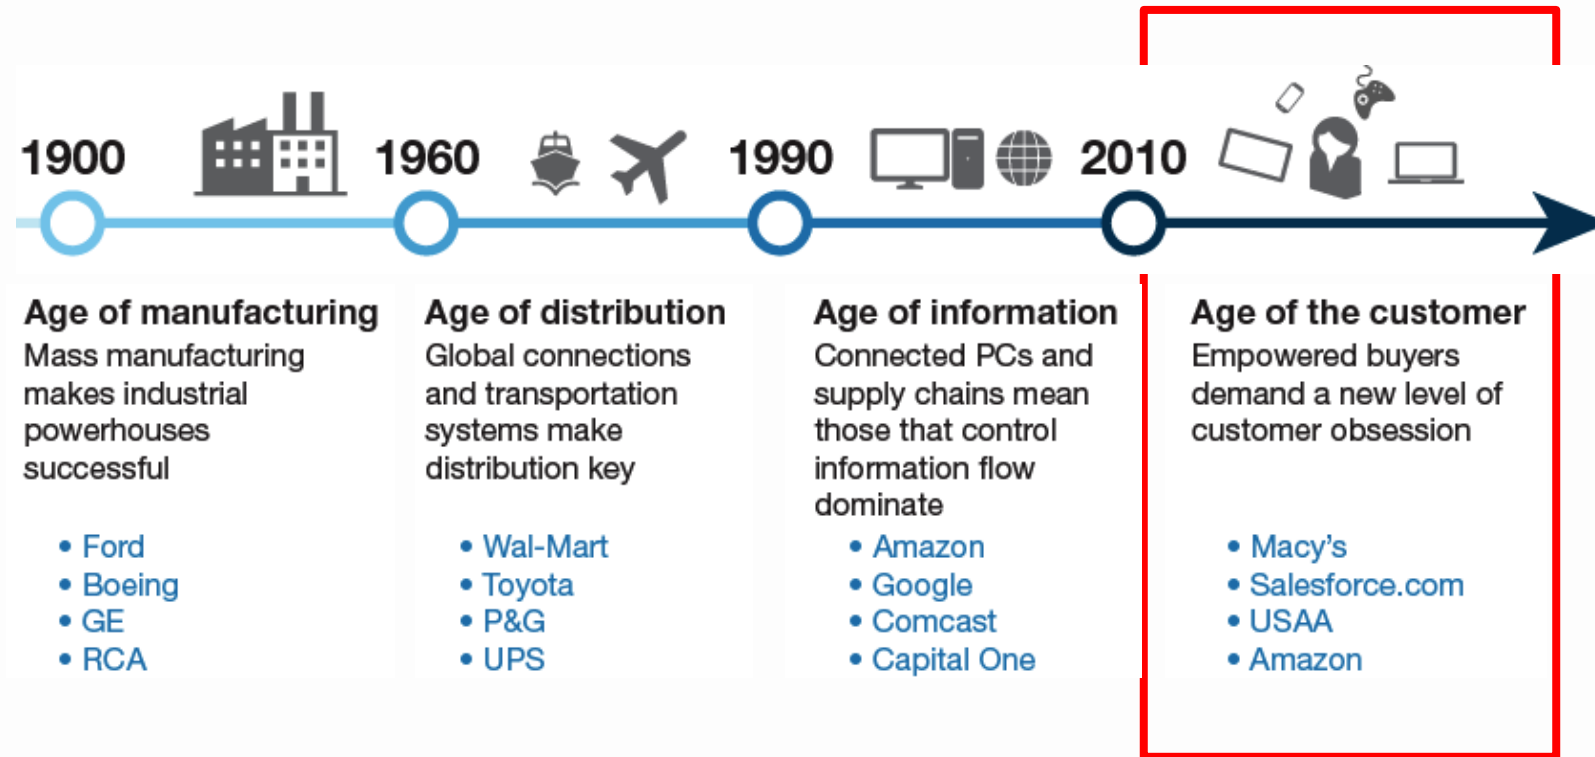 1900
1960
1990
2010
Age of manufacturing
Mass manufacturing
makes industrial
powerhouses
successful
• Ford
• Boeing
• GE
• RCA
Age of distribution
Global connections
and transportation
systems make
distribution key
• Wal-Mart
• Toyota
• P&G
• UPS
Age of information
Connected PCs and
supply chains mean
those that control
information flow
dominate
• Amazon
• Google
• Comcast
• Capital One
Age of the customer
Empowered buyers
demand a new level of
customer obsession
• Macy’s
• Salesforce.com
• USAA
• Amazon